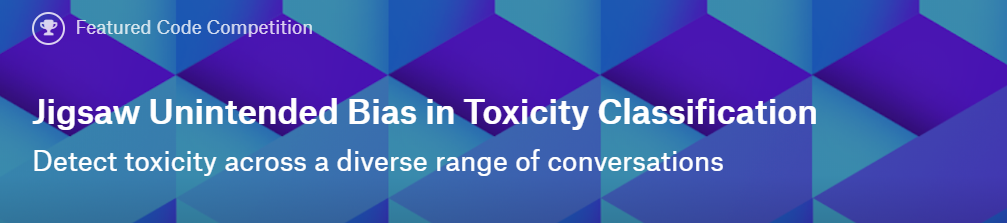 Featured Code Competition
Jigsaw Unintended Bias in Toxicity Classification
Detect toxicity across a diverse range of conversations